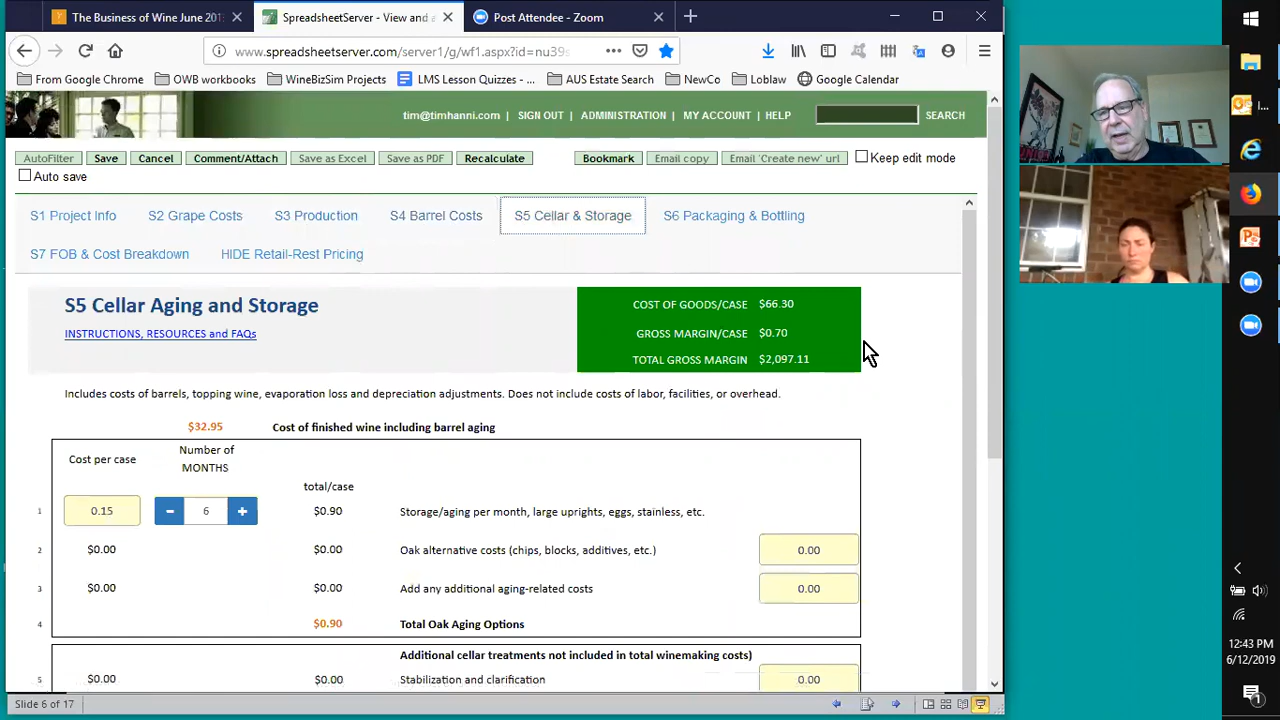 The Business of Wine June 201
SpreadsheetServer - View and a
Post Attendee - Zoom
www.spreadsheetserver.com/server1/g/wf1.aspx?id=nu39s
From Google Chrome
OWB workbooks
WineBizSim Projects
LMS Lesson Quizzes - ...
AUS Estate Search
NewCo
Loblaw
Google Calendar
tim@timhanni.com | SIGN OUT | ADMINISTRATION | MY ACCOUNT | HELP
SEARCH
AutoFilter
Save
Cancel
Comment/Attach
Save as Excel
Save as PDF
Recalculate
Bookmark
Email copy
Email 'Create new' url
Keep edit mode
Auto save
S1 Project Info
S2 Grape Costs
S3 Production
S4 Barrel Costs
S5 Cellar & Storage
S6 Packaging & Bottling
S7 FOB & Cost Breakdown
HIDE Retail-Rest Pricing
S5 Cellar Aging and Storage
INSTRUCTIONS, RESOURCES and FAQs
COST OF GOODS/CASE $66.30
GROSS MARGIN/CASE $0.70
TOTAL GROSS MARGIN $2,097.11
Includes costs of barrels, topping wine, evaporation loss and depreciation adjustments. Does not include costs of labor, facilities, or overhead.
$32.95 Cost of finished wine including barrel aging
Cost per case
Number of
MONTHS
total/case
1 0.15 - 6 + $0.90 Storage/aging per month, large uprights, eggs, stainless, etc.
2 $0.00 $0.00 Oak alternative costs (chips, blocks, additives, etc.) 0.00
3 $0.00 $0.00 Add any additional aging-related costs 0.00
4 $0.90 Total Oak Aging Options
Additional cellar treatments not included in total winemaking costs)
5 $0.00 $0.00 Stabilization and clarification 0.00
Slide 6 of 17
12:43 PM
6/12/2019
1